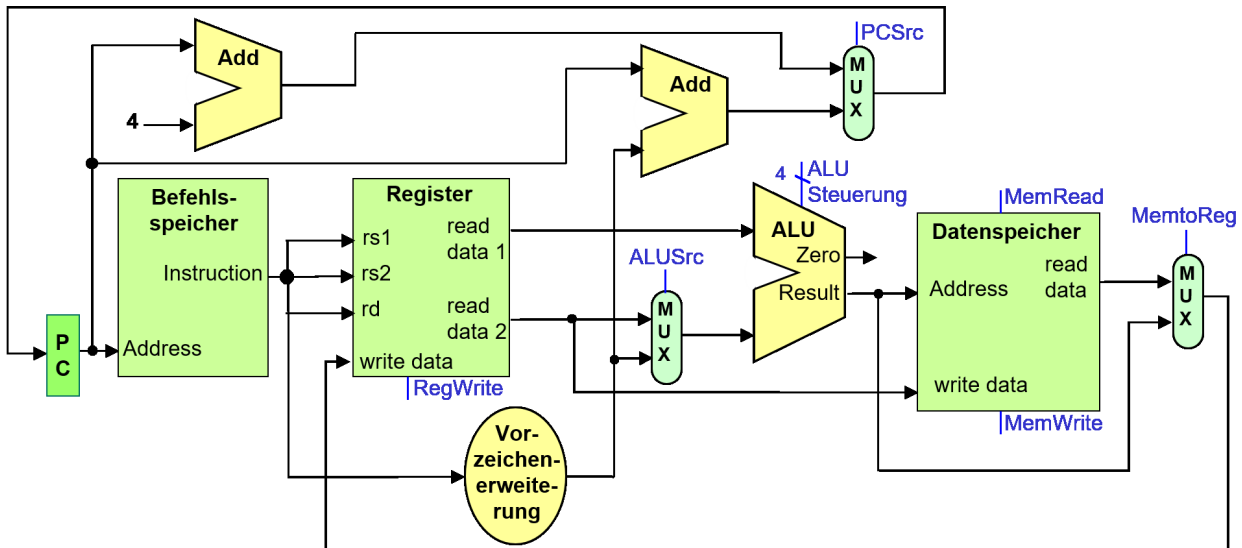 Add
4
Add
PCSrc
M
U
X
Befehls-
speicher
Instruction
Address
P
C
Register
rs1
rs2
rd
write data
read
data 1
read
data 2
RegWrite
Vor-
zeichen-
erweite-
rung
ALUSrc
M
U
X
4
ALU
Steuerung
ALU
Zero
Result
MemRead
Datenspeicher
Address
read
data
write data
MemWrite
MemtoReg
M
U
X